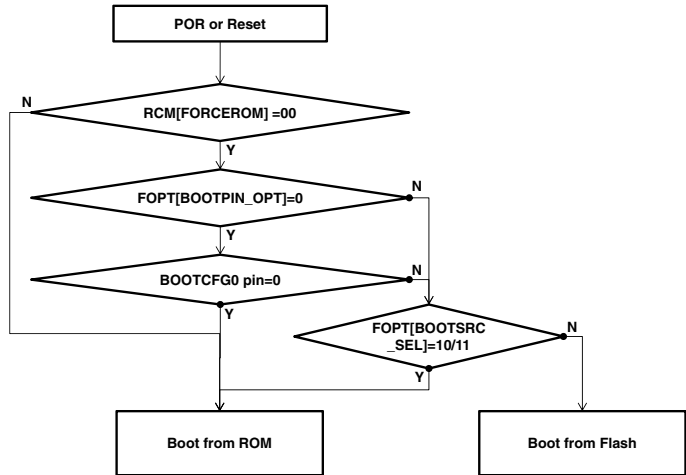 POR or Reset
N
RCM[FORCEROM] =00
Y
FOPT[BOOTPIN_OPT]=0
N
Y
BOOTCFG0 pin=0
N
Y
FOPT[BOOTSRC
_SEL]=10/11
N
Y
Boot from ROM
Boot from Flash